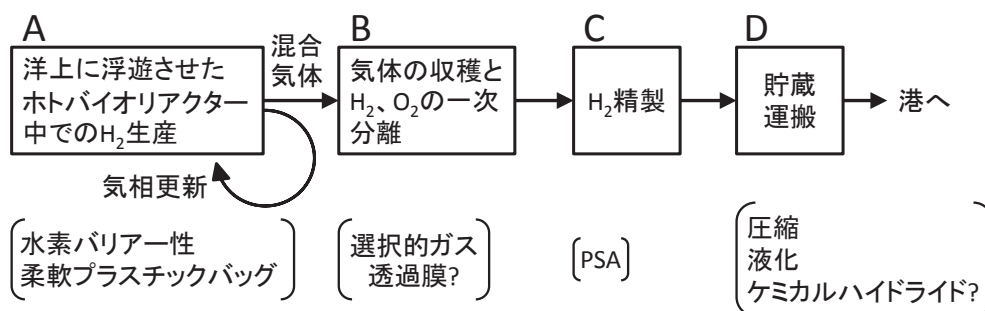 A
洋上に浮遊させた
ホトバイオリアクター
中でのH₂生産
混合
気体
気相更新
B
気体の収穫と
H₂、O₂の一次
分離
C
H₂精製
D
貯蔵
運搬
港へ
水素バリアー性
柔軟プラスチックバッグ
選択的ガス
透過膜?
PSA
圧縮
液化
ケミカルハイドライド?